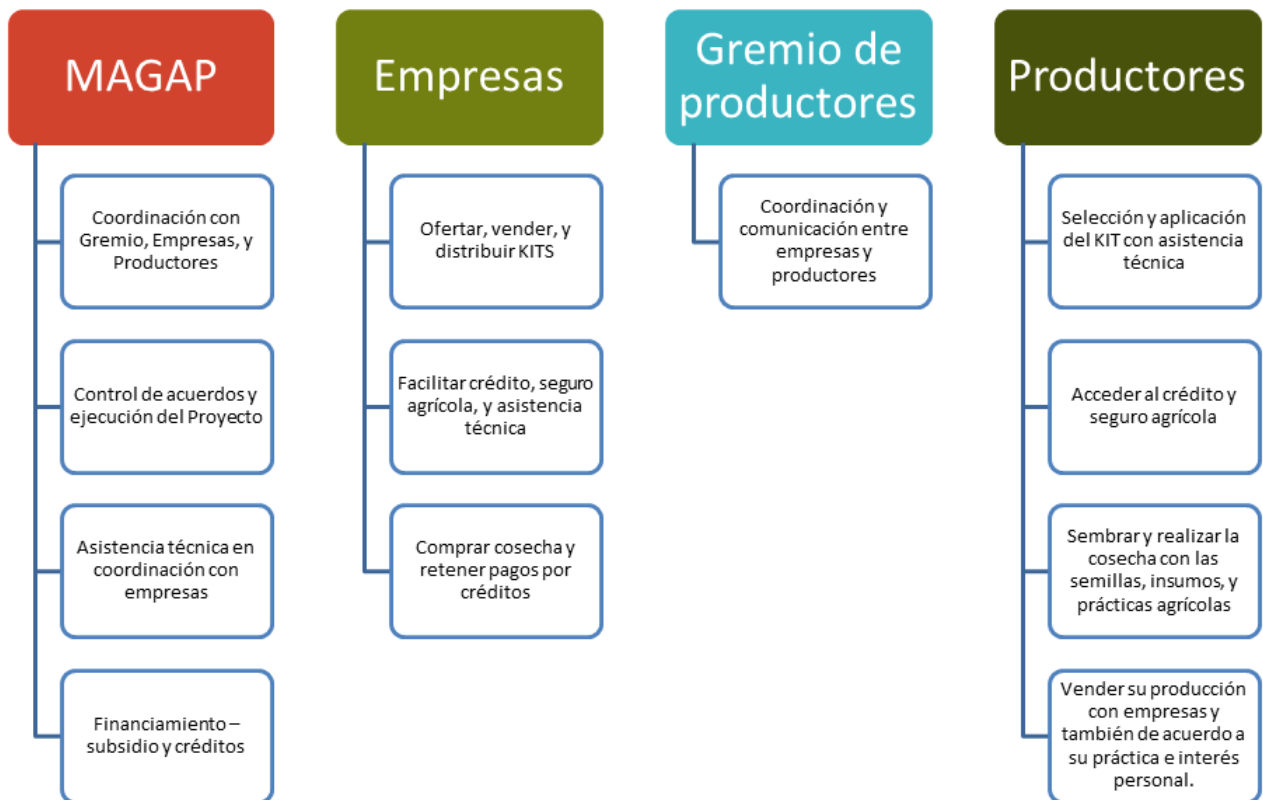 MAGAP
Coordinación con
Gremio, Empresas, y
Productores
Control de acuerdos y
ejecución del Proyecto
Asistencia técnica en
coordinación con
empresas
Financiamiento –
subsidio y créditos
Empresas
Ofertar, vender, y
distribuir KITS
Facilitar crédito, seguro
agrícola, y asistencia
técnica
Comprar cosecha y
retener pagos por
créditos
Gremio de
productores
Coordinación y
comunicación entre
empresas y
productores
Productores
Selección y aplicación
del KIT con asistencia
técnica
Acceder al crédito y
seguro agrícola
Sembrar y realizar la
cosecha con las
semillas, insumos, y
prácticas agrícolas
Vender su producción
con empresas y
también de acuerdo a
su práctica e interés
personal.